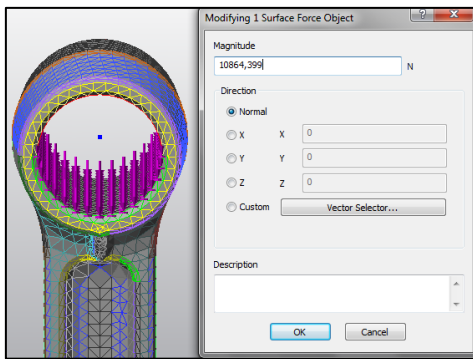 Modifying 1 Surface Force Object
?
Magnitude
10864,399
N
Direction
Normal
X X 0
Y Y 0
Z Z 0
Custom Vector Selector...
Description
OK Cancel